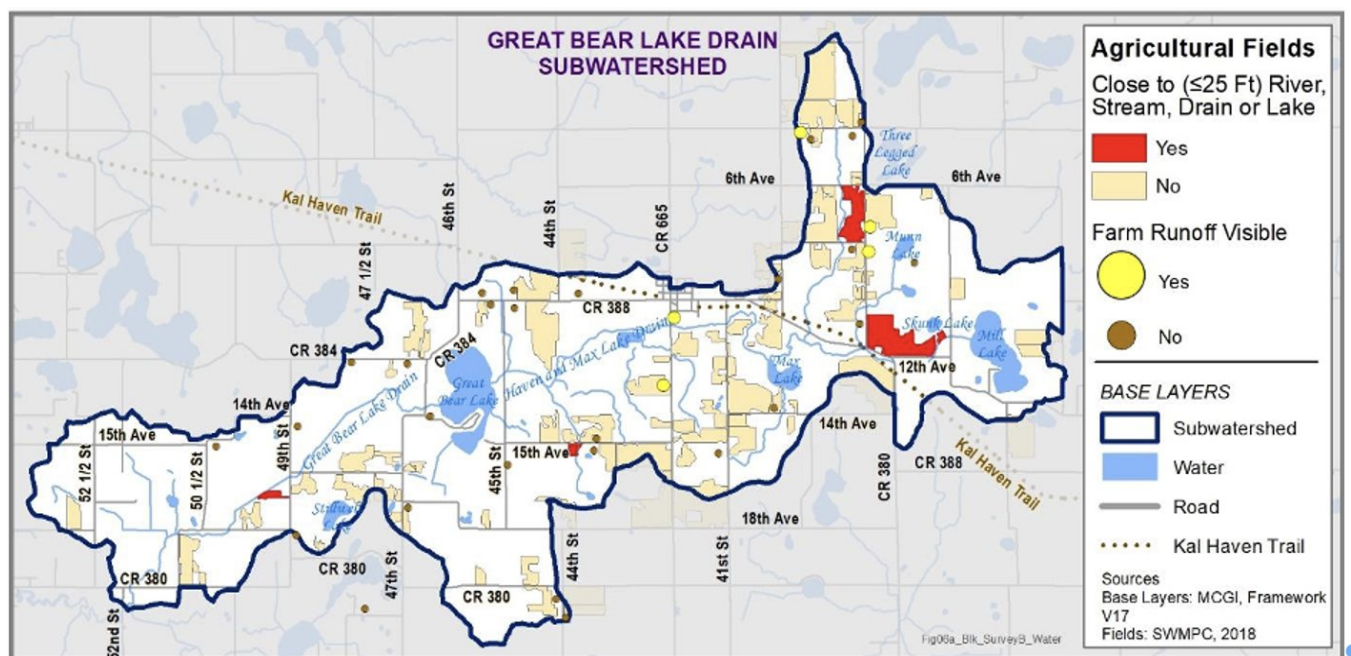 GREAT BEAR LAKE DRAIN
SUBWATERSHED
Three
Legged
Lake
6th Ave
6th Ave
Kal Haven Trail
46th St
44th St
CR 665
47 1/2 St
Munn
Lake
CR 388
CR 384
CR 384
Haven and Max Lake Drain
Skunk Lake
Mill
Lake
12th Ave
Max
Lake
Great
Bear Lake
Great Bear Lake Drain
14th Ave
14th Ave
15th Ave
49th St
15th Ave
45th St
52 1/2 St
50 1/2 St
CR 380
CR 388
Kal Haven Trail
Stillwell
Lake
18th Ave
CR 380
CR 380
47th St
CR 380
44th St
41st St
52nd St
Fig06a_Blk_SurveyB_Water
Agricultural Fields
Close to (≤25 Ft) River,
Stream, Drain or Lake
Yes
No
Farm Runoff Visible
Yes
No
BASE LAYERS
Subwatershed
Water
Road
Kal Haven Trail
Sources
Base Layers: MCGI, Framework
V17
Fields: SWMPC, 2018